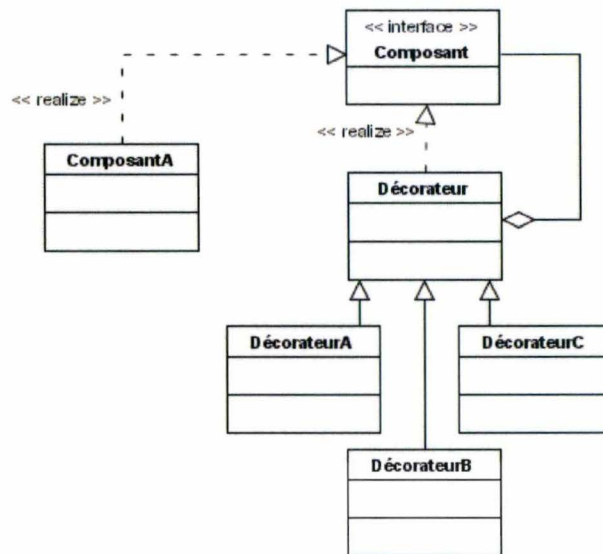 << interface >>
Composant
<< realize >>
<< realize >>
ComposantA
Décorateur
DécorateurA
DécorateurC
DécorateurB